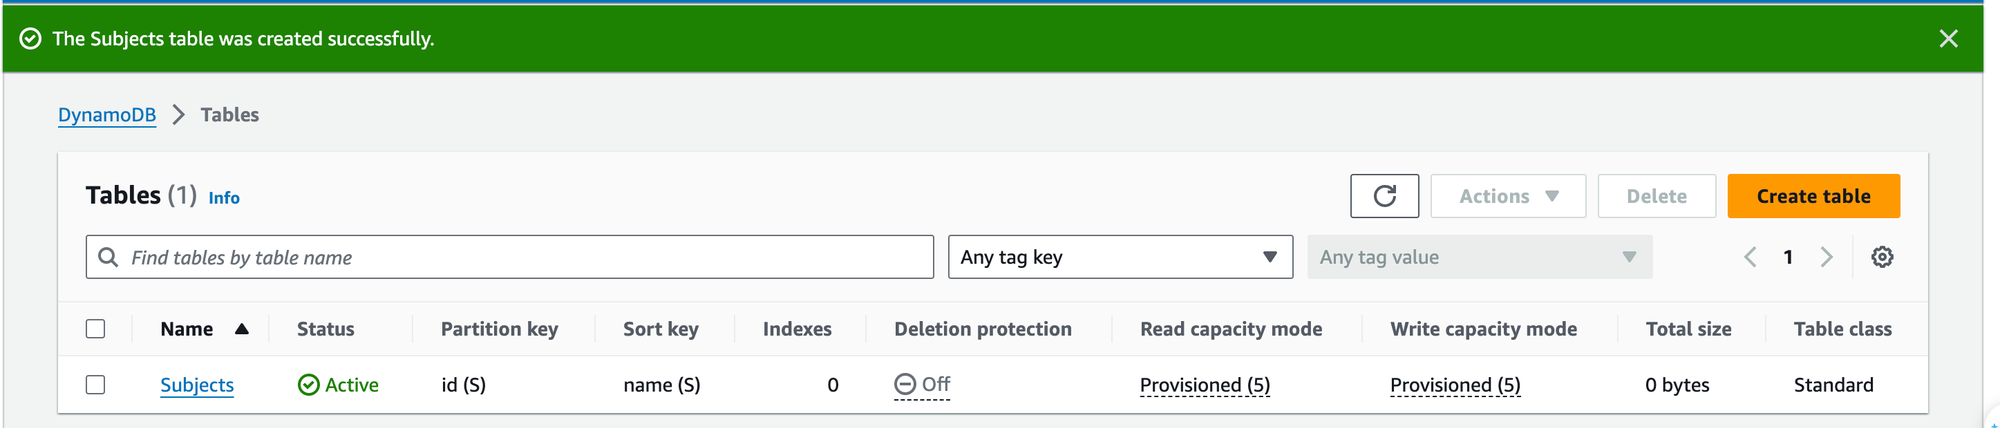 The Subjects table was created successfully.
DynamoDB Tables
Tables (1) Info
Actions Delete Create table
Find tables by table name Any tag key Any tag value 1
Name Status Partition key Sort key Indexes Deletion protection Read capacity mode Write capacity mode Total size Table class
Subjects Active id (S) name (S) 0 Off Provisioned (5) Provisioned (5) 0 bytes Standard